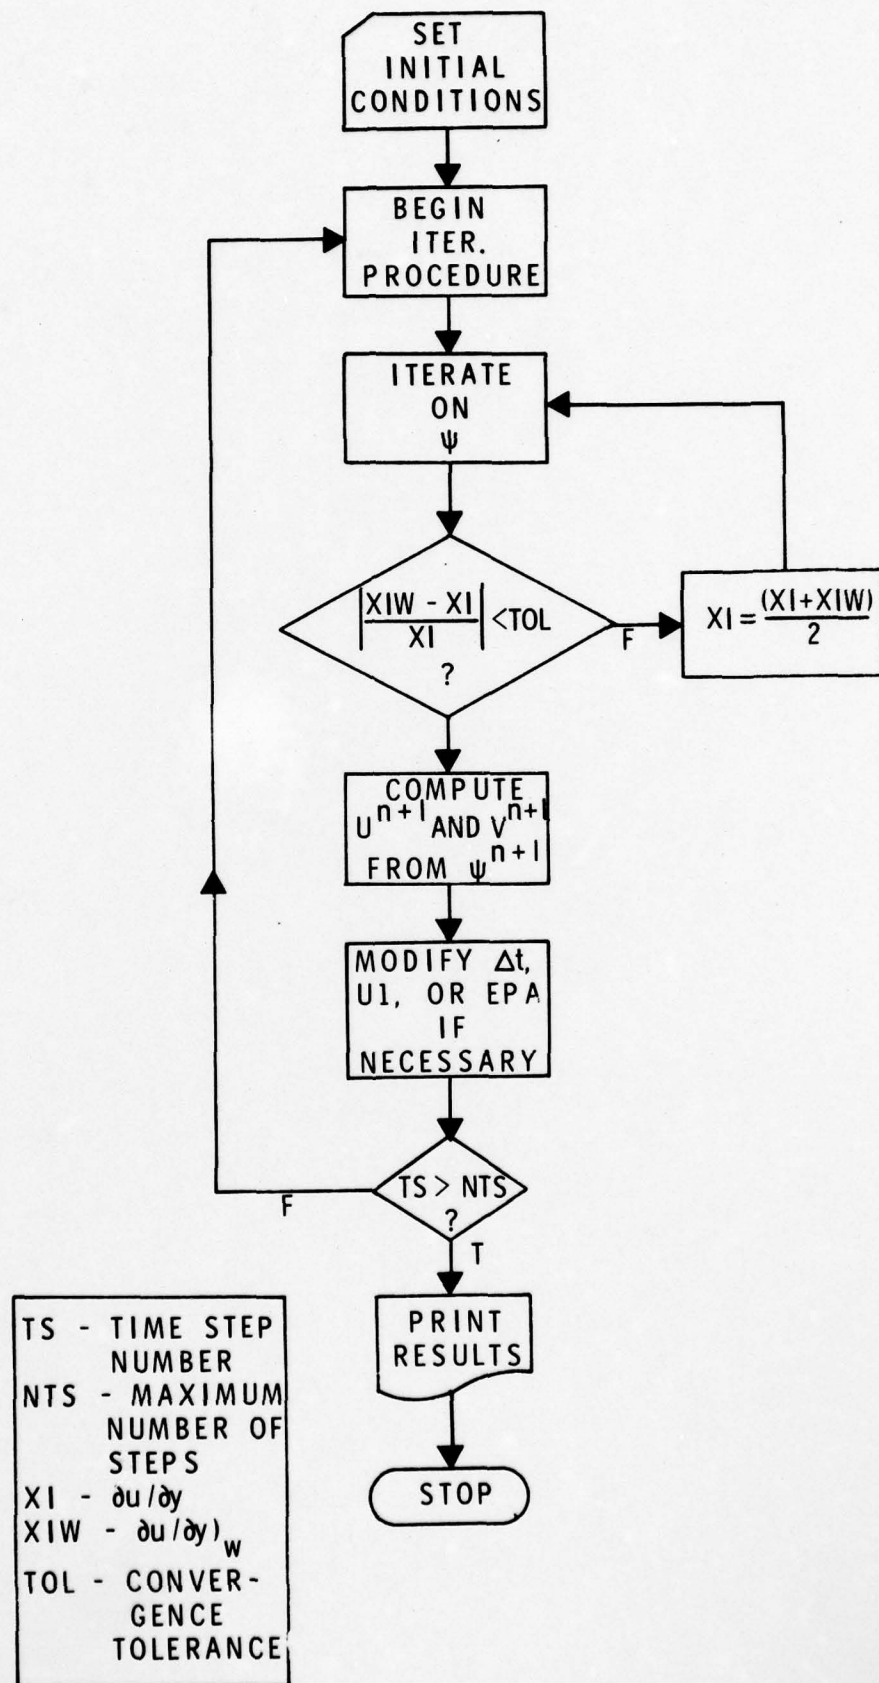 SET
INITIAL
CONDITIONS
BEGIN
ITER.
PROCEDURE
ITERATE
ON
ψ
|XIW - XI / XI| <TOL
?
F
XI = (XI+XIW) / 2
COMPUTE
U^n+1 AND V^n+1
FROM ψ^n+1
MODIFY Δt,
U1, OR EPA
IF
NECESSARY
TS > NTS
?
F
T
PRINT
RESULTS
STOP
TS - TIME STEP
NUMBER
NTS - MAXIMUM
NUMBER OF
STEPS
XI - ∂u/∂y
XIW - ∂u/∂y)w
TOL - CONVER-
GENCE
TOLERANCE